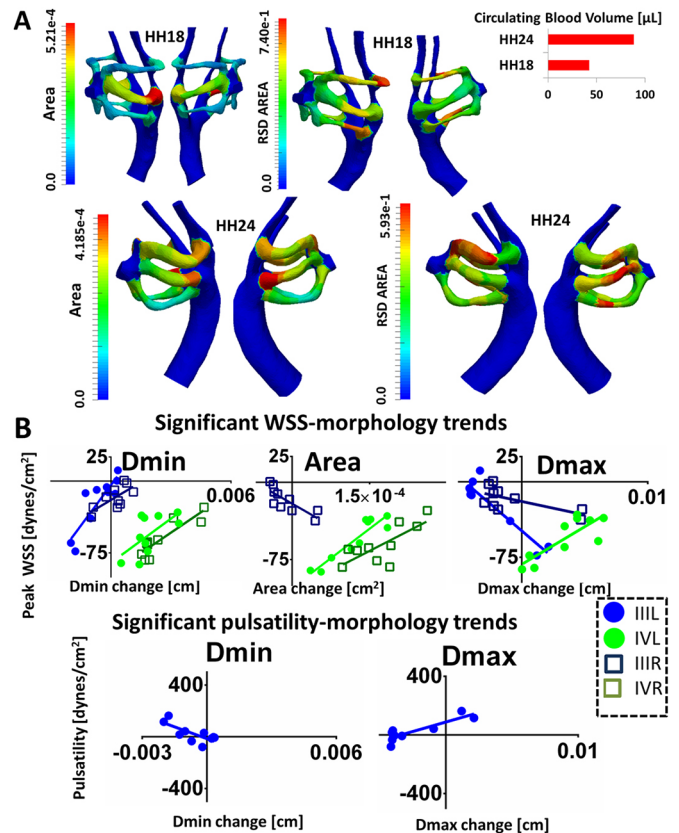 A
5.21e-4
Area
0.0
HH18
7.40e-1
RSD AREA
0.0
HH18
Circulating Blood Volume [µL]
HH24
HH18
0
50
100
4.185e-4
Area
0.0
HH24
5.93e-1
RSD AREA
0.0
HH24
Significant WSS-morphology trends
B
Peak WSS [dynes/cm²]
25
Dmin
0.006
-75
Dmin change [cm]
25
Area
1.5×10⁻⁴
-75
Area change [cm²]
25
Dmax
0.01
-75
Dmax change [cm]
IIIL
IVL
IIIR
IVR
Significant pulsatility-morphology trends
Pulsatility [dynes/cm²]
Dmin
400
-0.003
0.006
-400
Dmin change [cm]
Dmax
400
0.01
-400
Dmax change [cm]